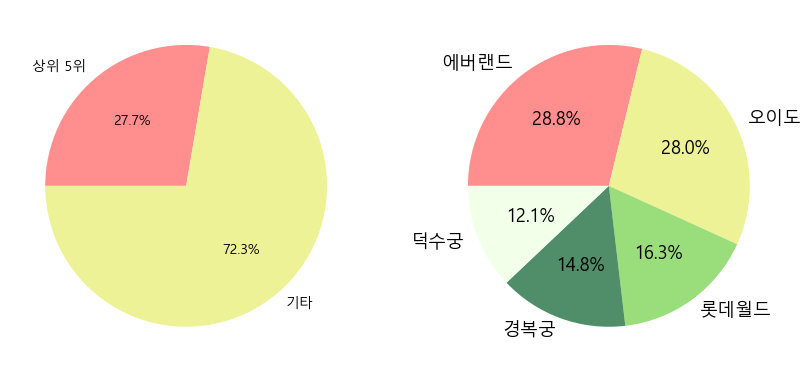 상위 5위
27.7%
72.3%
기타
에버랜드
28.8%
오이도
28.0%
12.1%
덕수궁
14.8%
16.3%
경복궁
롯데월드